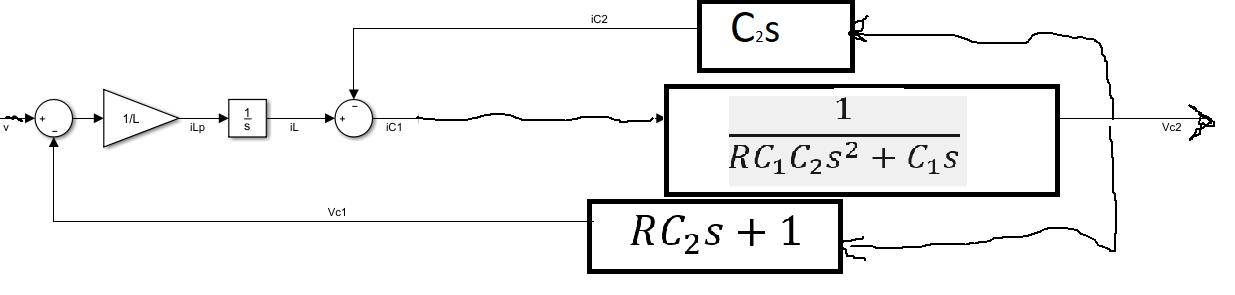 iC2
C₂s
v
+
−
1/L
iLp
1
s
iL
−
+
iC1
1
RC₁C₂s² + C₁s
Vc2
Vc1
RC₂s + 1